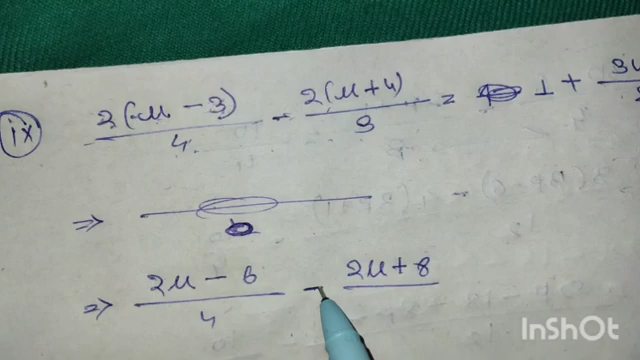 ix 2(x - 3)/4 - 2(x + 4)/3 = 1 +
⇒
⇒ 2x - 6/4 - 2x + 8
InShOt